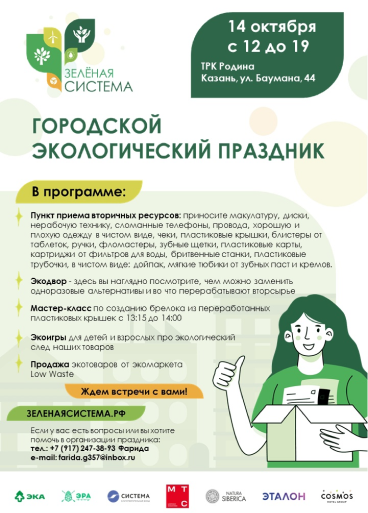 ЗЕЛЁНАЯ
СИСТЕМА
14 октября
с 12 до 19
ТРК Родина
Казань, ул. Баумана, 44
ГОРОДСКОЙ
ЭКОЛОГИЧЕСКИЙ ПРАЗДНИК
В программе:
Пункт приема вторичных ресурсов: приносите макулатуру, диски,
нерабочую технику, сломанные телефоны, провода, хорошую и
плохую одежду в чистом виде, чеки, пластиковые крышки, блистеры от
таблеток, ручки, фломастеры, зубные щетки, пластиковые карты,
картриджи от фильтров для воды, бритвенные станки, пластиковые
трубочки, в чистом виде: дойпак, мягкие тюбики от зубных паст и кремов.
Экодвор - здесь вы наглядно посмотрите, чем можно заменить
одноразовые альтернативы и во что перерабатывают вторсырье
Мастер-класс по созданию брелока из переработанных
пластиковых крышек с 13:15 до 14:00
Экоигры для детей и взрослых про экологический
след наших товаров
Продажа экотоваров от экомаркета
Low Waste
Ждем встречи с вами!
ЗЕЛЕНАЯСИСТЕМА.РФ
Если у вас есть вопросы или вы хотите
помочь в организации праздника:
тел.: +7 (917) 247-38-93 Фарида
e-mail: farida.g357@inbox.ru
ЭКА
ЭРА
СИСТЕМА
МТС
NATURA
SIBERICA
ЭТАЛОН
COSMOS
HOTEL GROUP